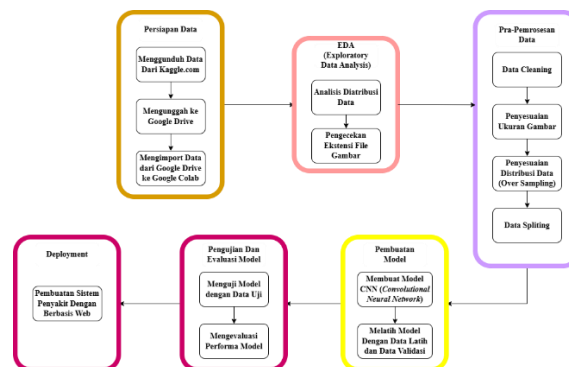 Persiapan Data
Mengunduh Data
Dari Kaggle.com
Mengunggah ke
Google Drive
Mengimport Data
dari Google Drive
ke Google Colab
EDA
(Exploratory
Data Analysis)
Analisis Diatribusi
Data
Pengecekan
Ekstensi File
Gambar
Pra-Pemrosesan
Data
Data Cleaning
Penyesuaian
Ukuran Gambar
Penyesuaian
Distribusi Data
(Over Sampling)
Data Spliting
Pembuatan
Model
Membuat Model
CNN (Convolutional
Neural Network)
Melatih Model
Dengan Data Latih
dan Data Validasi
Pengujian Dan
Evaluasi Model
Menguji Model
dengan Data Uji
Mengevaluasi
Performa Model
Deployment
Pembuatan Sistem
Penyakit Dengan
Berbasis Web